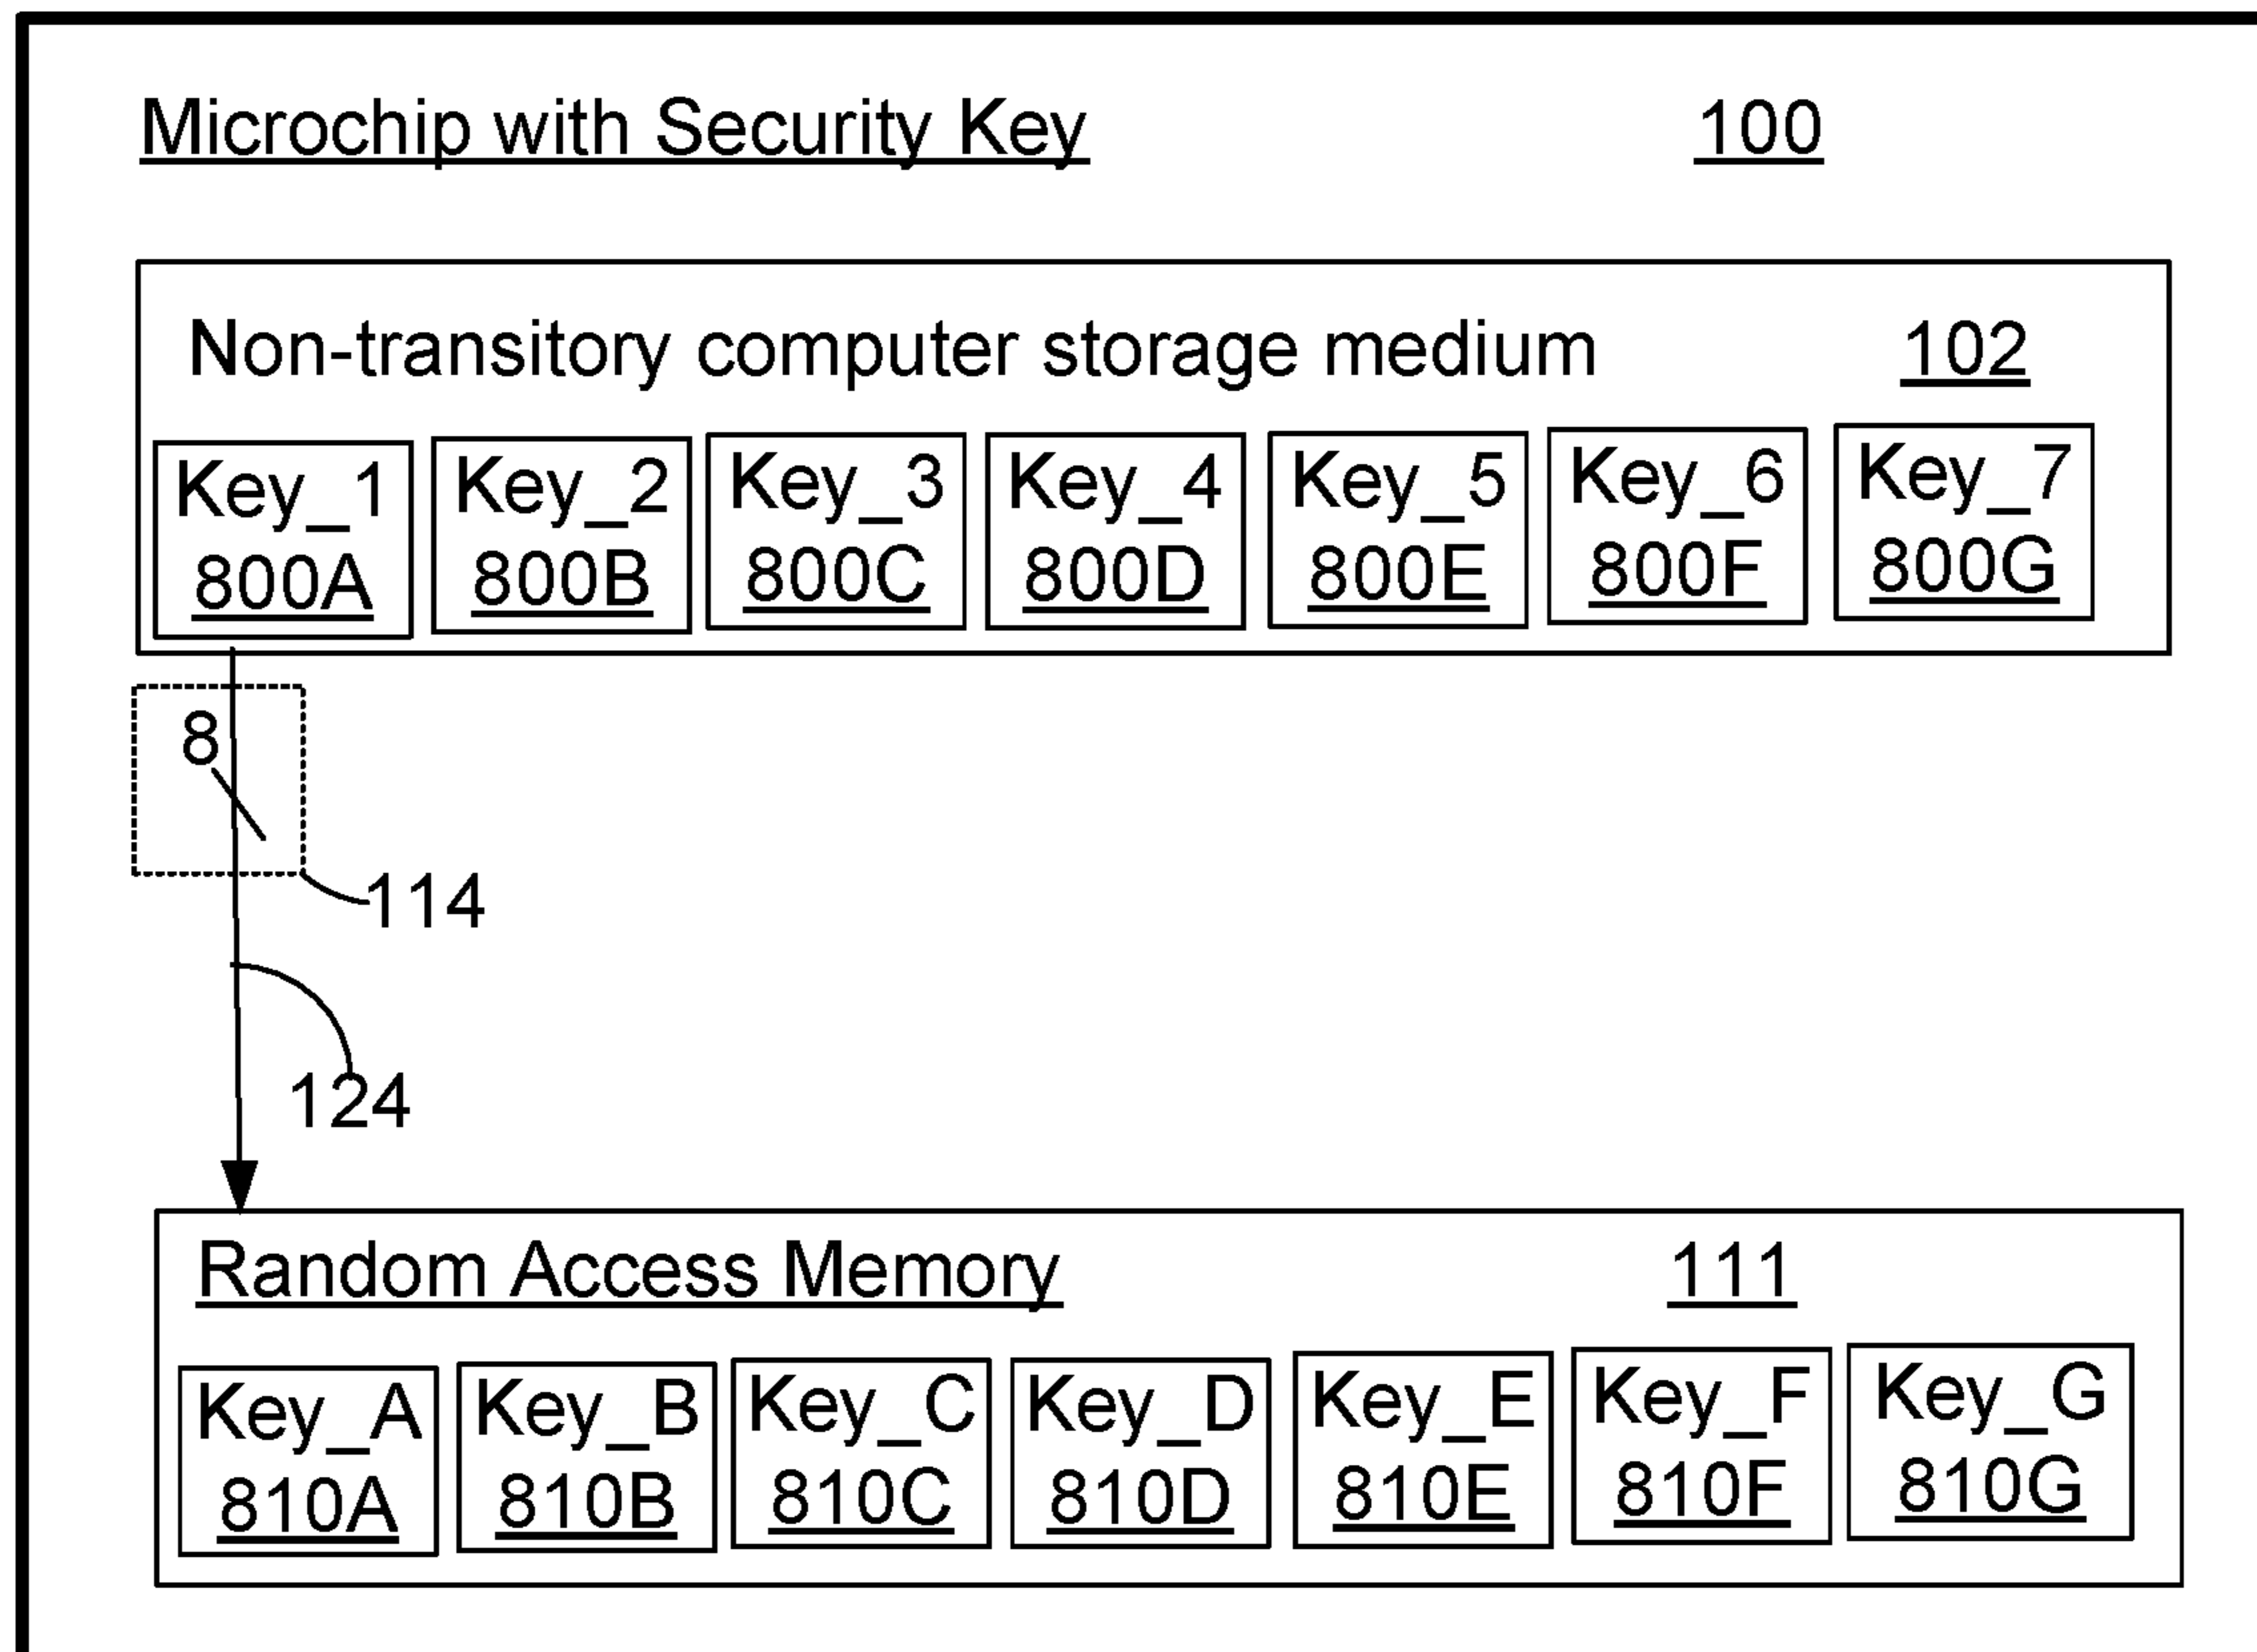 Microchip with Security Key 100
Non-transitory computer storage medium 102
Key_1 Key_2 Key_3 Key_4 Key_5 Key_6 Key_7
800A 800B 800C 800D 800E 800F 800G
8
114
124
Random Access Memory 111
Key_A Key_B Key_C Key_D Key_E Key_F Key_G
810A 810B 810C 810D 810E 810F 810G